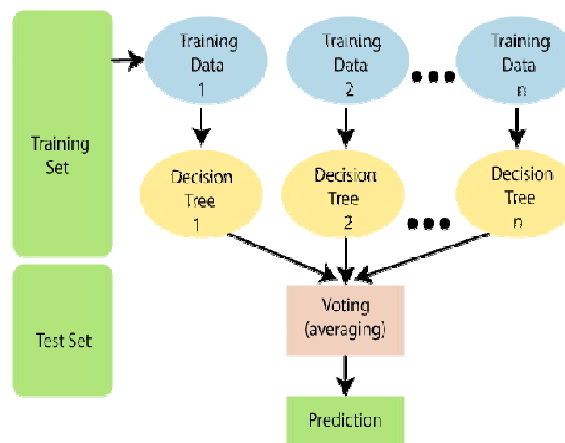 Training
Set
Test Set
Training
Data
1
Training
Data
2
Training
Data
n
Decision
Tree
1
Decision
Tree
2
Decision
Tree
n
Voting
(averaging)
Prediction